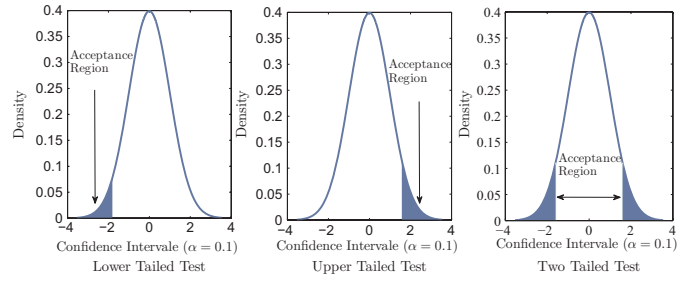 0.4
0.35
0.3
0.25
0.2
0.15
0.1
0.05
0
Density
Acceptance
Region
−4 −2 0 2 4
Confidence Intervale (α = 0.1)
Lower Tailed Test
0.4
0.35
0.3
0.25
0.2
0.15
0.1
0.05
0
Density
Acceptance
Region
−4 −2 0 2 4
Confidence Intervale (α = 0.1)
Upper Tailed Test
0.4
0.35
0.3
0.25
0.2
0.15
0.1
0.05
0
Density
Acceptance
Region
−4 −2 0 2 4
Confidence Intervale (α = 0.1)
Two Tailed Test